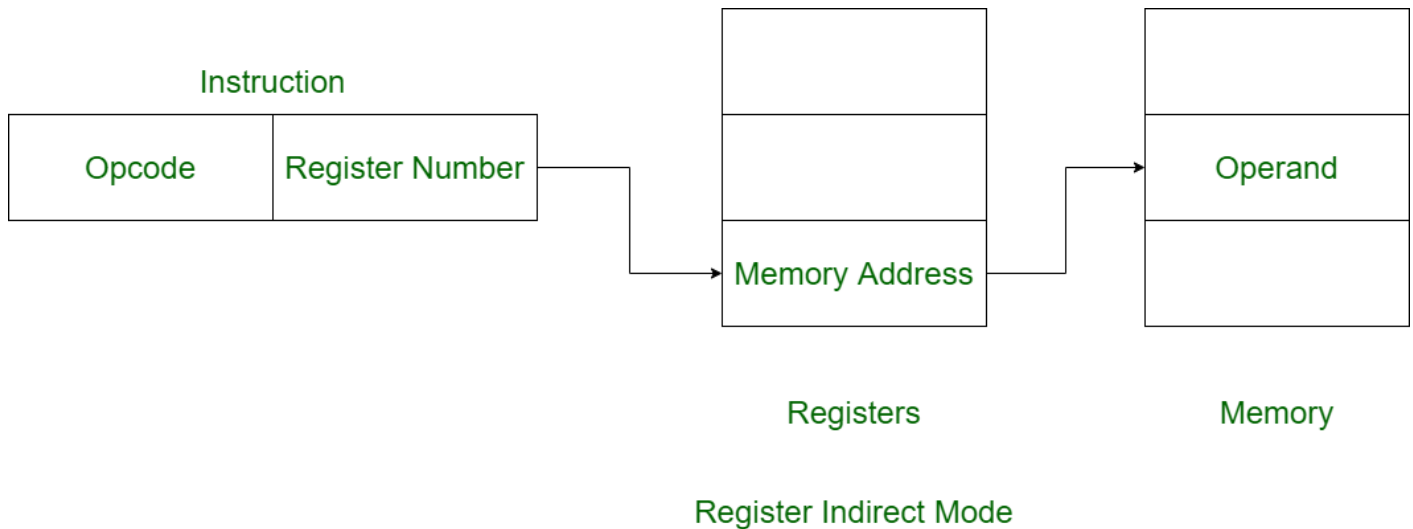 Instruction
Opcode
Register Number
Memory Address
Operand
Registers
Memory
Register Indirect Mode